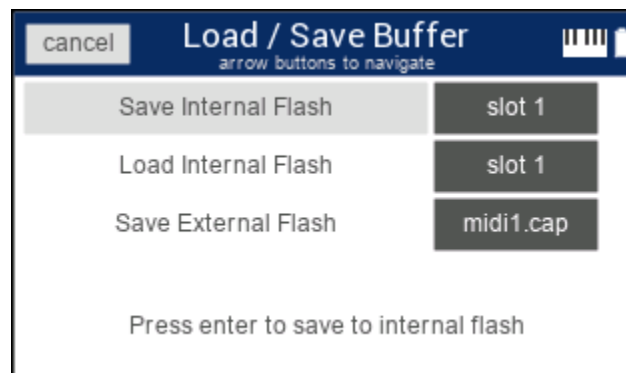 cancel
Load / Save Buffer
arrow buttons to navigate
Save Internal Flash slot 1
Load Internal Flash slot 1
Save External Flash midi1.cap
Press enter to save to internal flash